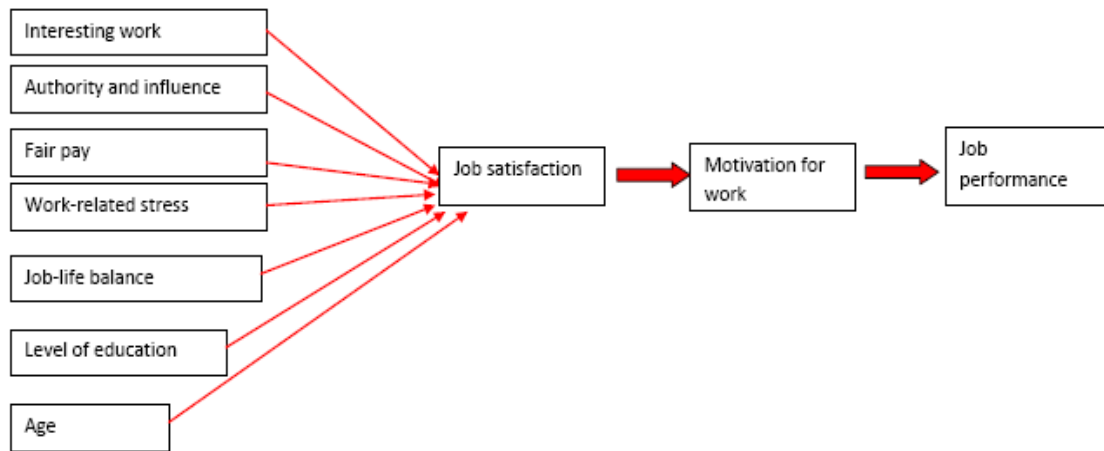 Interesting work
Authority and influence
Fair pay
Work-related stress
Job-life balance
Level of education
Age
Job satisfaction
Motivation for
work
Job
performance